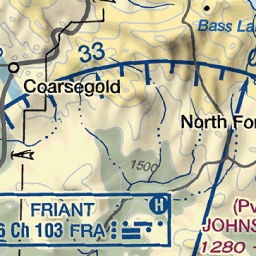 Bass La
33
Coarsegold
North For
1500
H
FRIANT
6 Ch 103 FRA
(Pv
JOHNS
1280 -